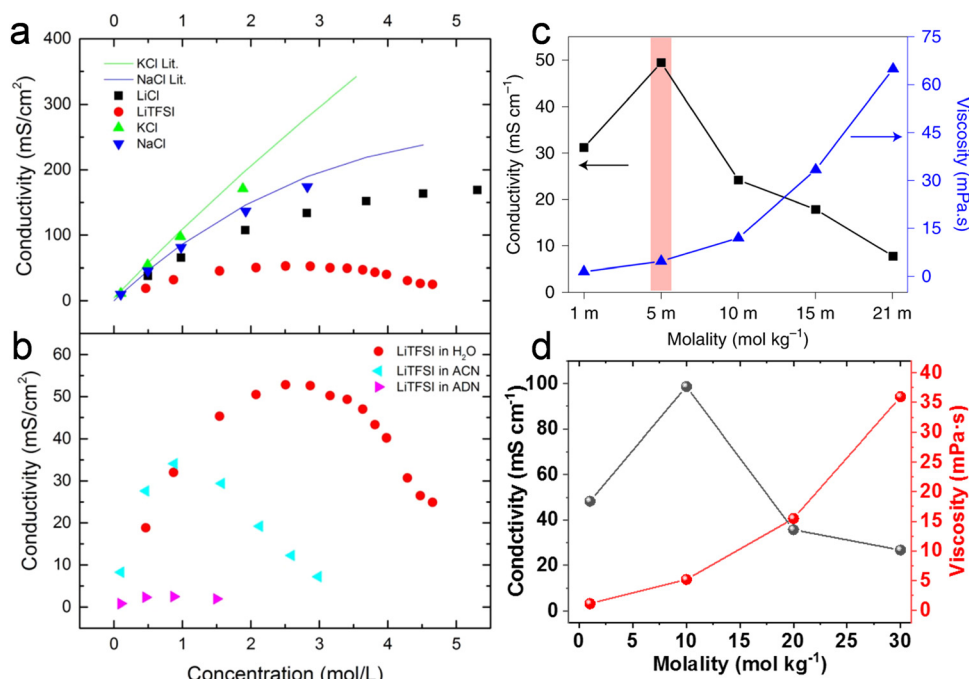 a
0 1 2 3 4 5
400
300
200
100
0
Conductivity (mS/cm²)
KCl Lit.
NaCl Lit.
LiCl
LiTFSI
KCl
NaCl
b
60
50
40
30
20
10
0
Conductivity (mS/cm²)
LiTFSI in H₂O
LiTFSI in ACN
LiTFSI in ADN
0 1 2 3 4 5
Concentration (mol/L)
c
50
40
30
20
10
0
Conductivity (mS cm⁻¹)
75
60
45
30
15
0
Viscosity
(mPa.s)
1 m 5 m 10 m 15 m 21 m
Molality (mol kg⁻¹)
d
100
80
60
40
20
0
Condctivity (mS cm⁻¹)
40
35
30
25
20
15
10
5
0
Viscosity (mPa·s)
0 10 20 30
Molality (mol kg⁻¹)